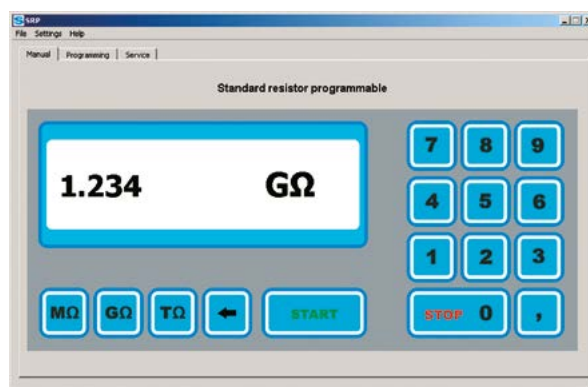 SRP
File Settings Help
Manual Programming Service
Standard resistor programmable
1.234 GΩ
7 8 9
4 5 6
1 2 3
MΩ GΩ TΩ START STOP 0 ,